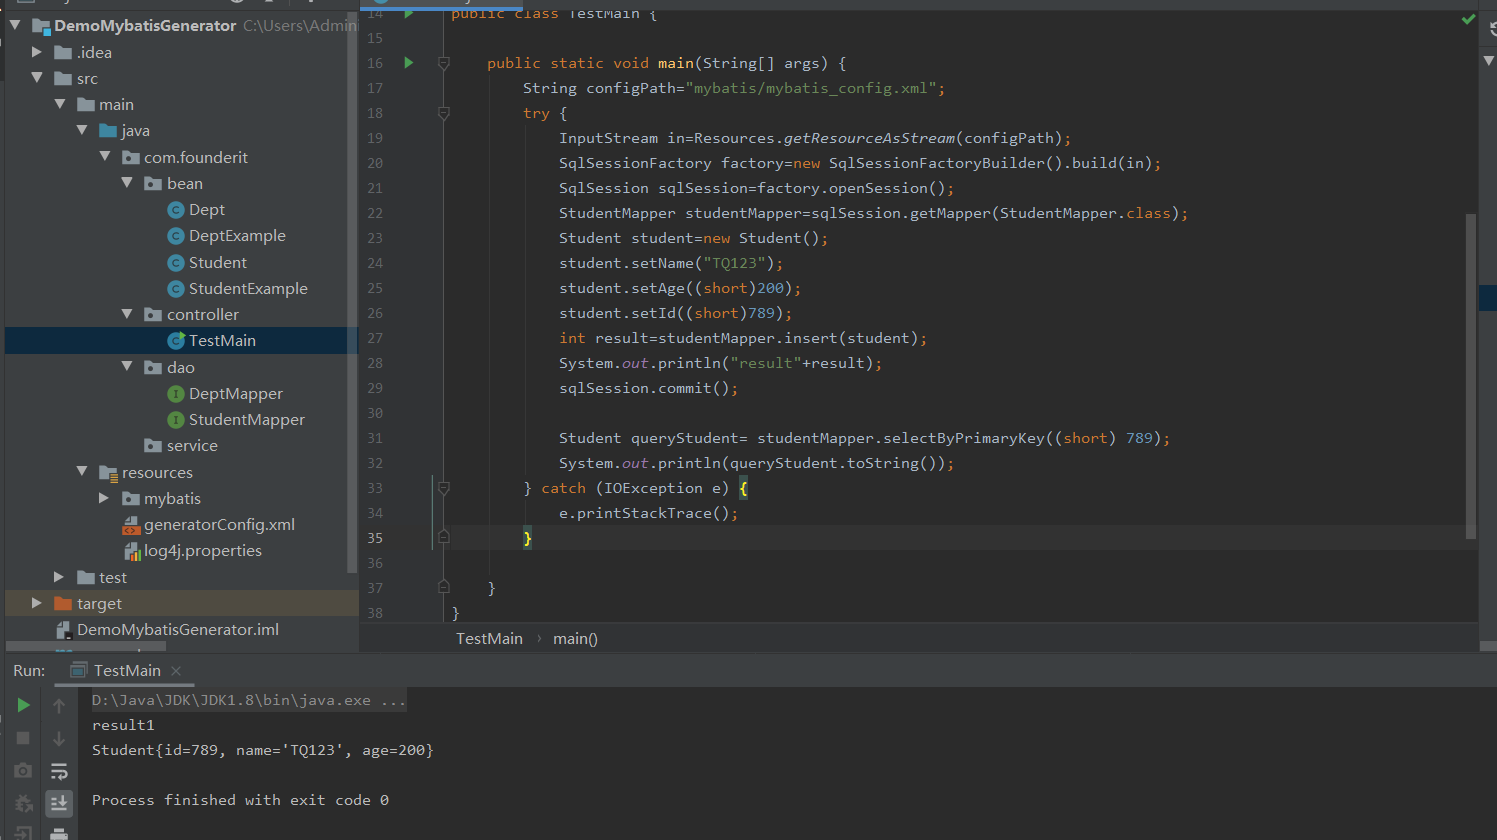 DemoMybatisGenerator C:\Users\Admin
.idea
src
main
java
com.founderit
bean
Dept
DeptExample
Student
StudentExample
controller
TestMain
dao
DeptMapper
StudentMapper
service
resources
mybatis
generatorConfig.xml
log4j.properties
test
target
DemoMybatisGenerator.iml
14 public class TestMain {
15
16 public static void main(String[] args) {
17 String configPath="mybatis/mybatis_config.xml";
18 try {
19 InputStream in=Resources.getResourceAsStream(configPath);
20 SqlSessionFactory factory=new SqlSessionFactoryBuilder().build(in);
21 SqlSession sqlSession=factory.openSession();
22 StudentMapper studentMapper=sqlSession.getMapper(StudentMapper.class);
23 Student student=new Student();
24 student.setName("TQ123");
25 student.setAge((short)200);
26 student.setId((short)789);
27 int result=studentMapper.insert(student);
28 System.out.println("result"+result);
29 sqlSession.commit();
30
31 Student queryStudent= studentMapper.selectByPrimaryKey((short) 789);
32 System.out.println(queryStudent.toString());
33 } catch (IOException e) {
34 e.printStackTrace();
35 }
36
37 }
38 }
TestMain › main()
Run: TestMain ×
D:\Java\JDK\JDK1.8\bin\java.exe ...
result1
Student{id=789, name='TQ123', age=200}
Process finished with exit code 0